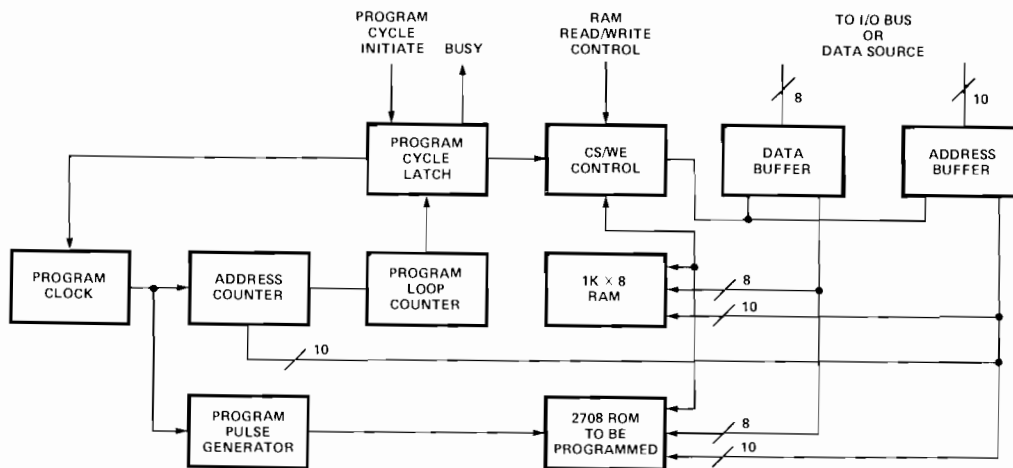 PROGRAM
CYCLE
INITIATE
BUSY
RAM
READ/WRITE
CONTROL
TO I/O BUS
OR
DATA SOURCE
8
10
PROGRAM
CYCLE
LATCH
CS/WE
CONTROL
DATA
BUFFER
ADDRESS
BUFFER
PROGRAM
CLOCK
ADDRESS
COUNTER
PROGRAM
LOOP
COUNTER
1K × 8
RAM
8
10
10
PROGRAM
PULSE
GENERATOR
2708 ROM
TO BE
PROGRAMMED
8
10